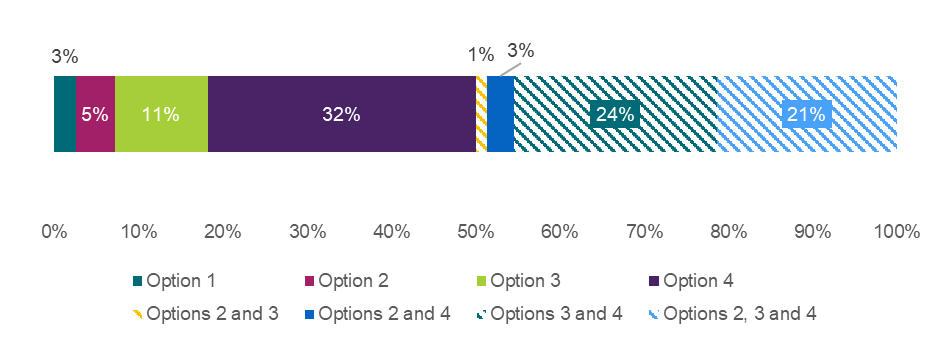 3% 1% 3%
5% 11% 32% 24% 21%
0% 10% 20% 30% 40% 50% 60% 70% 80% 90% 100%
Option 1 Option 2 Option 3 Option 4
Options 2 and 3 Options 2 and 4 Options 3 and 4 Options 2, 3 and 4